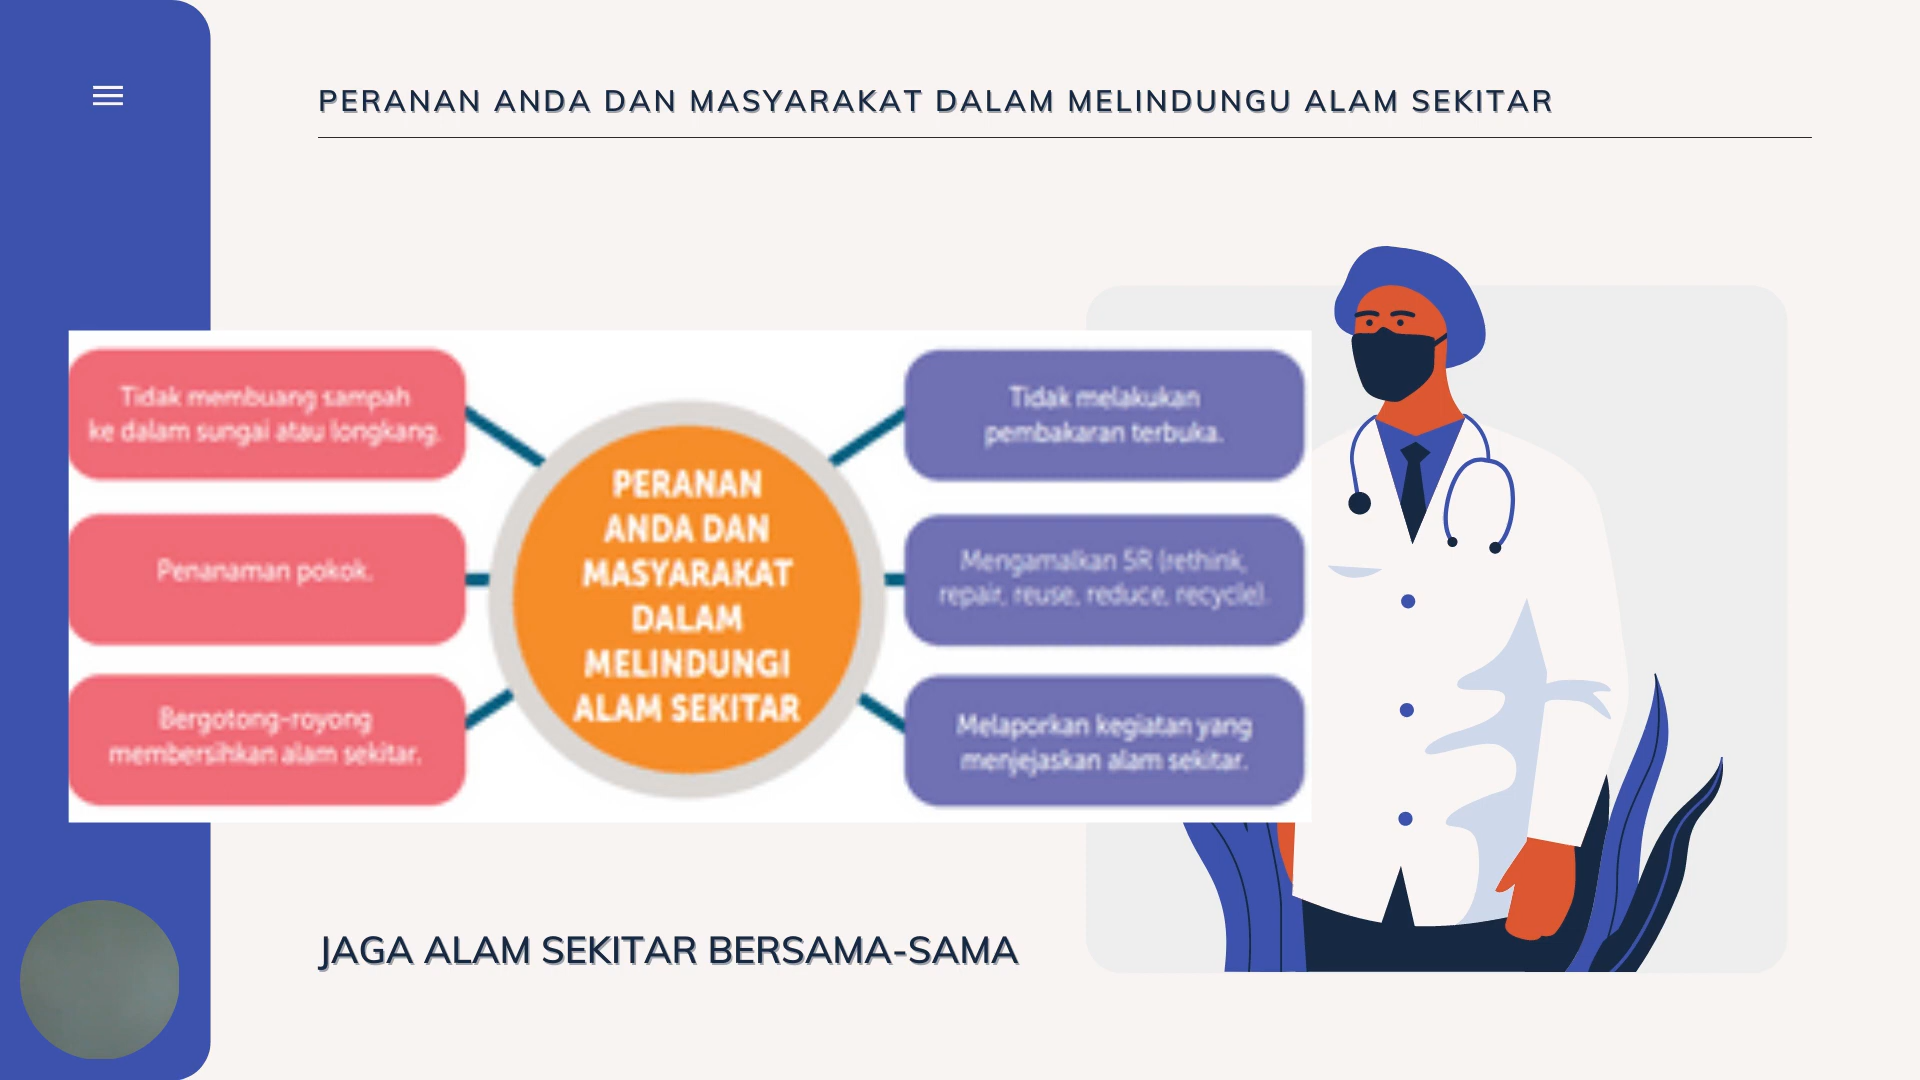 PERANAN ANDA DAN MASYARAKAT DALAM MELINDUNGU ALAM SEKITAR
Tidak membuang sampah
ke dalam sungai atau longkang.
Penanaman pokok.
Bergotong-royong
membersihkan alam sekitar.
PERANAN
ANDA DAN
MASYARAKAT
DALAM
MELINDUNGI
ALAM SEKITAR
Tidak melakukan
pembakaran terbuka.
Mengamalkan 5R (rethink,
repair, reuse, reduce, recycle).
Melaporkan kegiatan yang
menjejaskan alam sekitar.
JAGA ALAM SEKITAR BERSAMA-SAMA